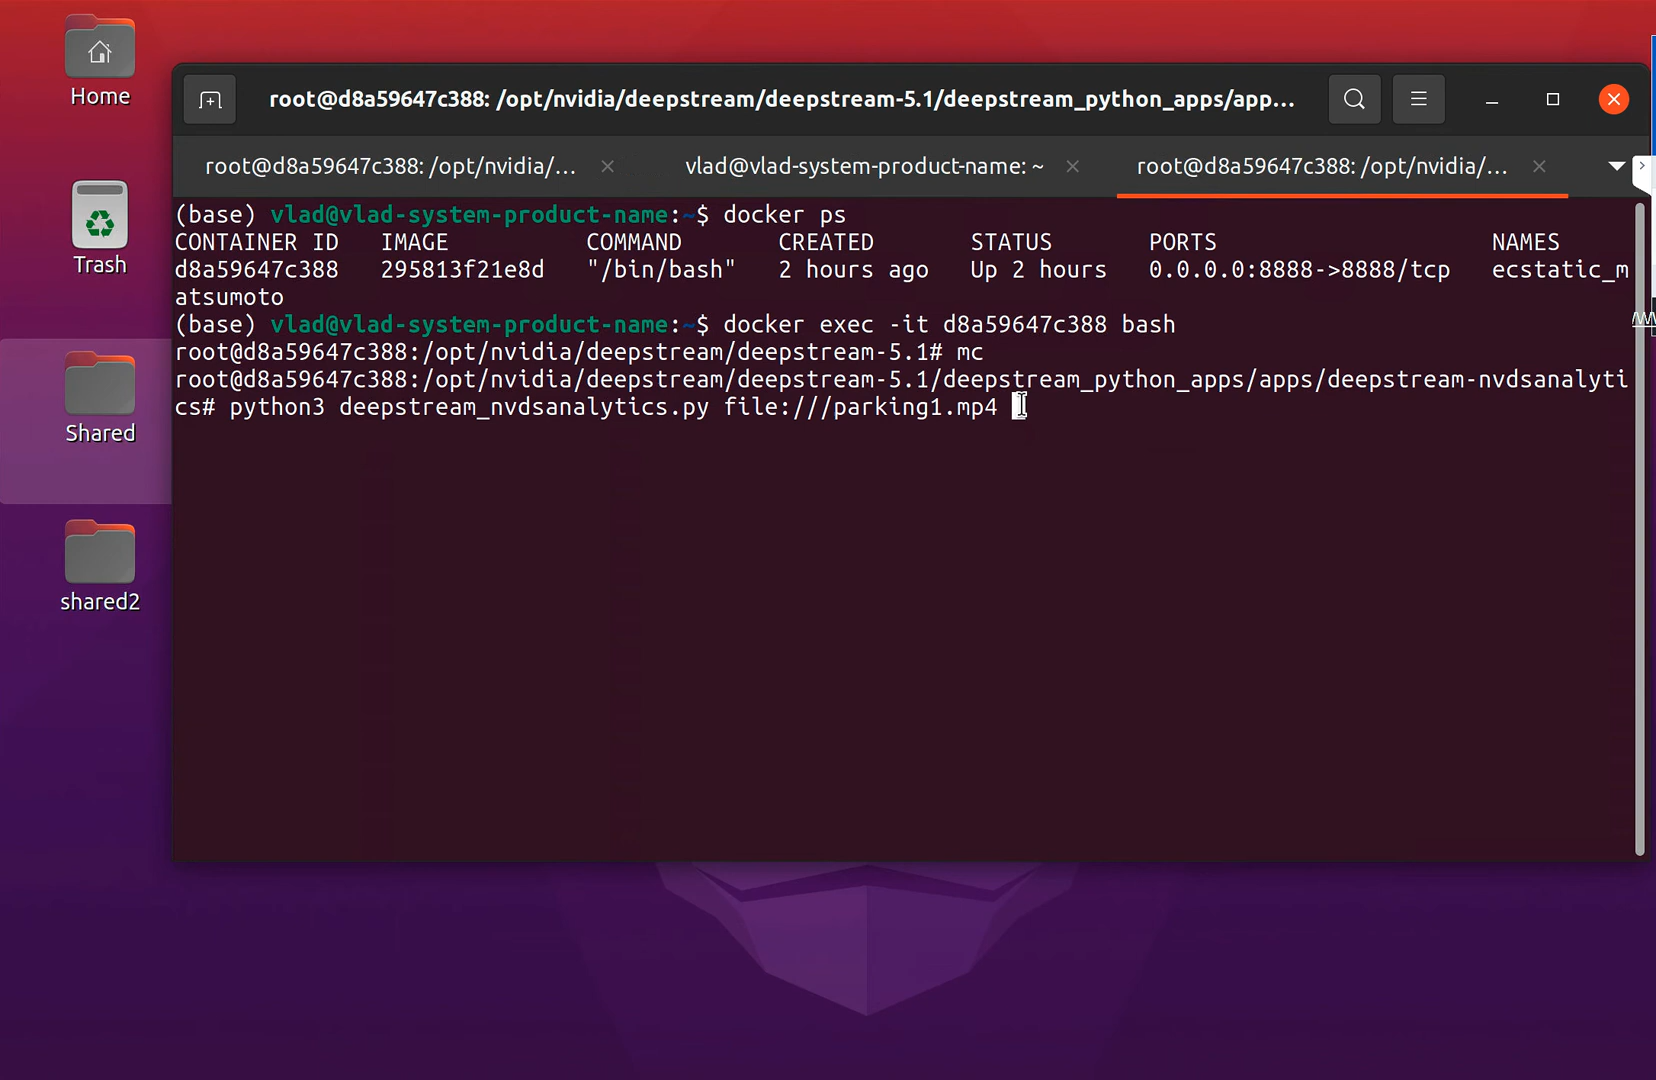 Home
Trash
Shared
shared2
root@d8a59647c388: /opt/nvidia/deepstream/deepstream-5.1/deepstream_python_apps/app...
root@d8a59647c388: /opt/nvidia/... vlad@vlad-system-product-name: ~ root@d8a59647c388: /opt/nvidia/...
(base) vlad@vlad-system-product-name:~$ docker ps
CONTAINER ID IMAGE COMMAND CREATED STATUS PORTS NAMES
d8a59647c388 295813f21e8d "/bin/bash" 2 hours ago Up 2 hours 0.0.0.0:8888->8888/tcp ecstatic_m
atsumoto
(base) vlad@vlad-system-product-name:~$ docker exec -it d8a59647c388 bash
root@d8a59647c388:/opt/nvidia/deepstream/deepstream-5.1# mc
root@d8a59647c388:/opt/nvidia/deepstream/deepstream-5.1/deepstream_python_apps/apps/deepstream-nvdsanalyti
cs# python3 deepstream_nvdsanalytics.py file:///parking1.mp4